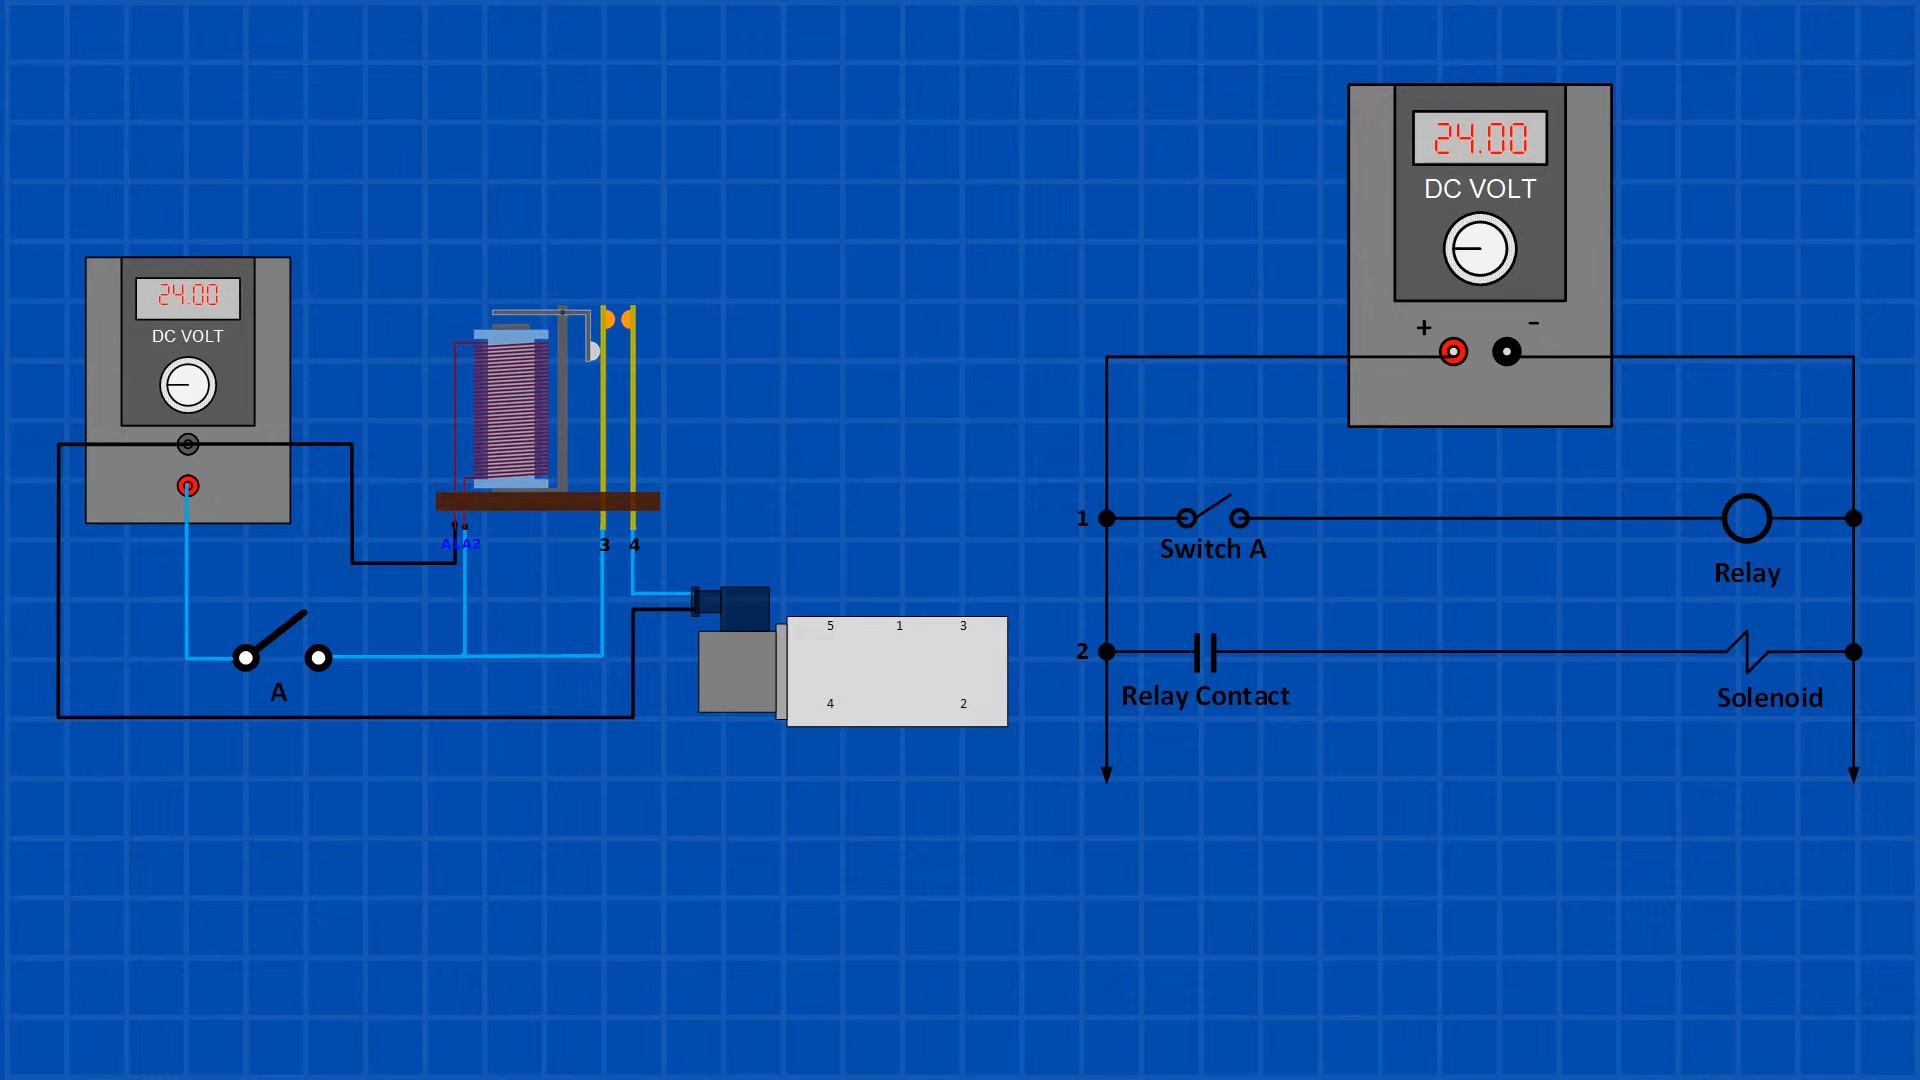 24.00
DC VOLT
A2
3 4
A
5 1 3
4 2
24.00
DC VOLT
+ -
1
Switch A
Relay
2
Relay Contact
Solenoid